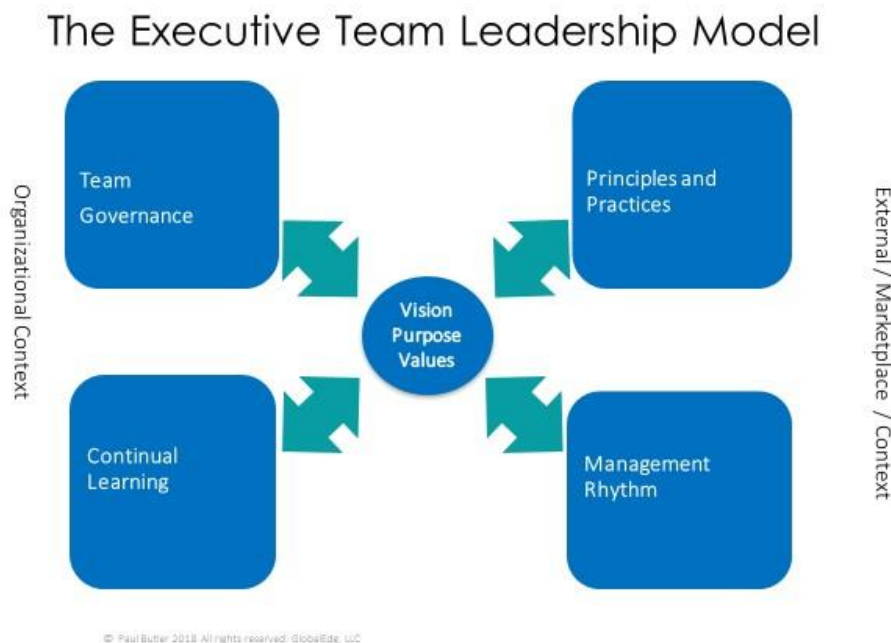 The Executive Team Leadership Model
Organizational Context
Team
Governance
Principles and
Practices
Vision
Purpose
Values
Continual
Learning
Management
Rhythm
External / Marketplace / Context
© Paul Butler 2018 All rights reserved. GlobalEdg, LLC